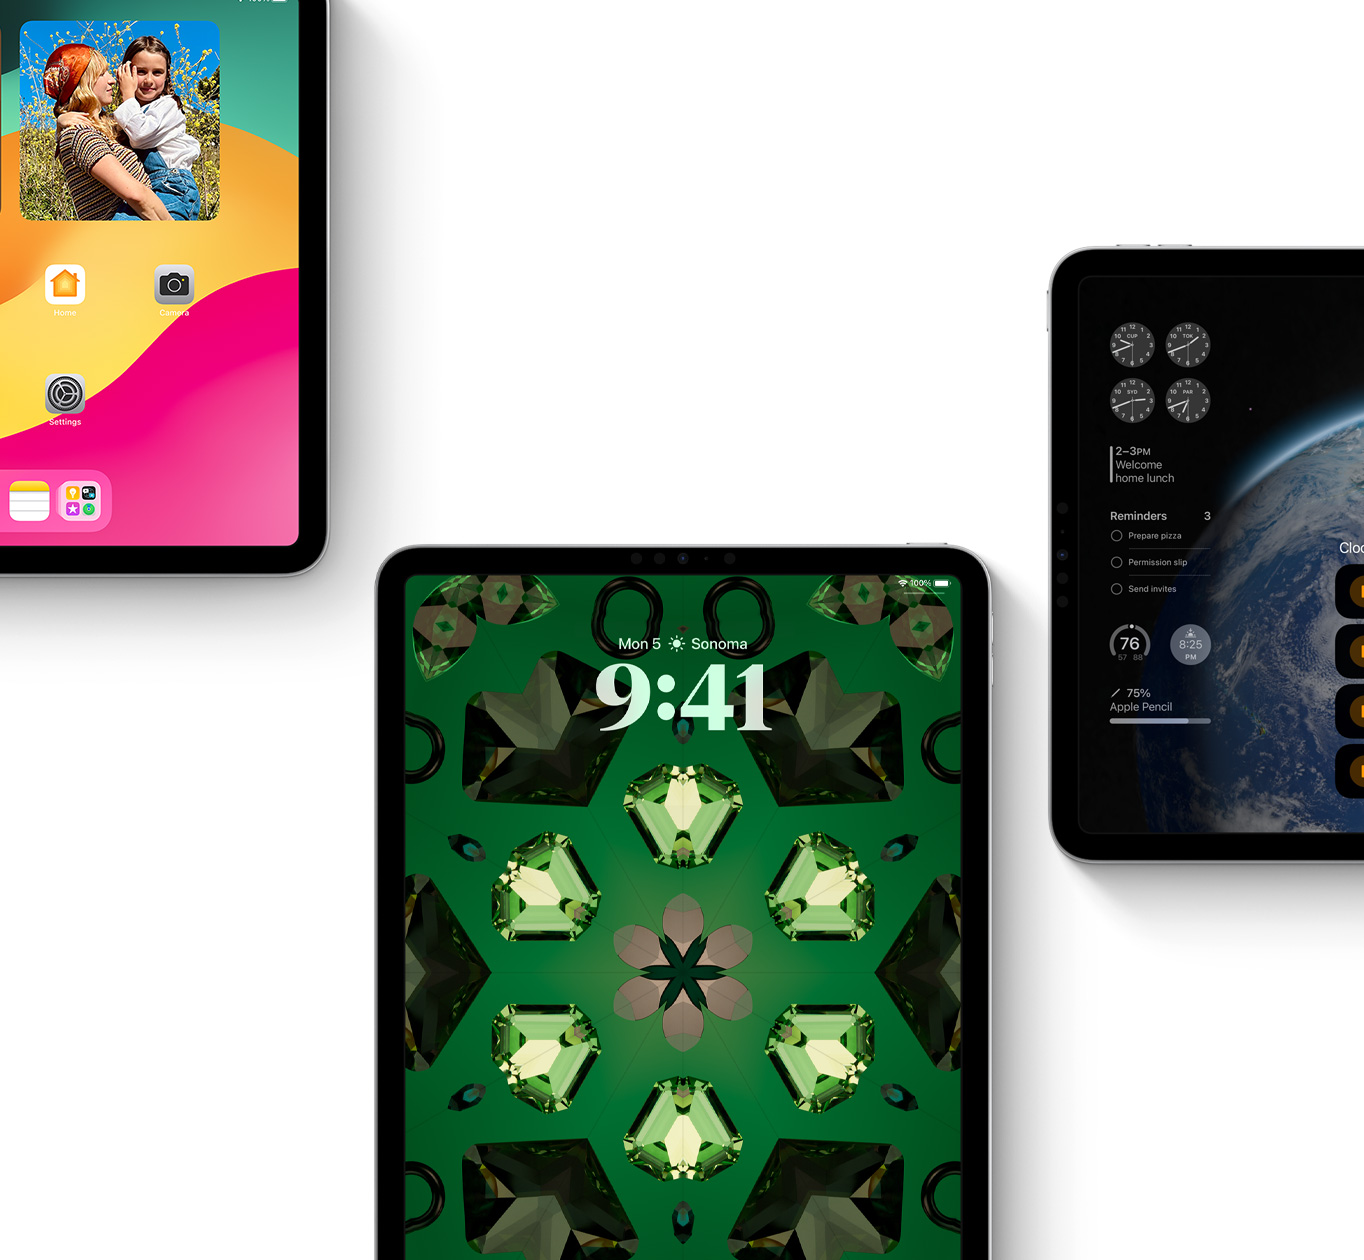 100%
Home
Camera
Settings
100%
Mon 5 Sonoma
9:41
CUP
TOK
SYD
PAR
2–3PM
Welcome
home lunch
Reminders 3
Prepare pizza
Permission slip
Send invites
76
57 88
8:25
PM
75%
Apple Pencil